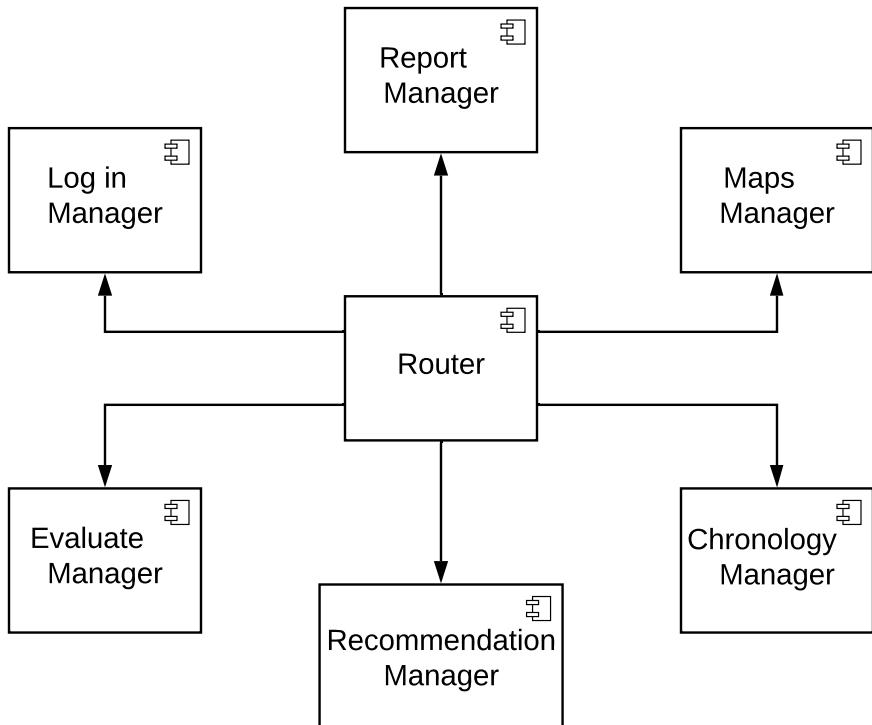 Report
Manager
Log in
Manager
Maps
Manager
Router
Evaluate
Manager
Chronology
Manager
Recommendation
Manager